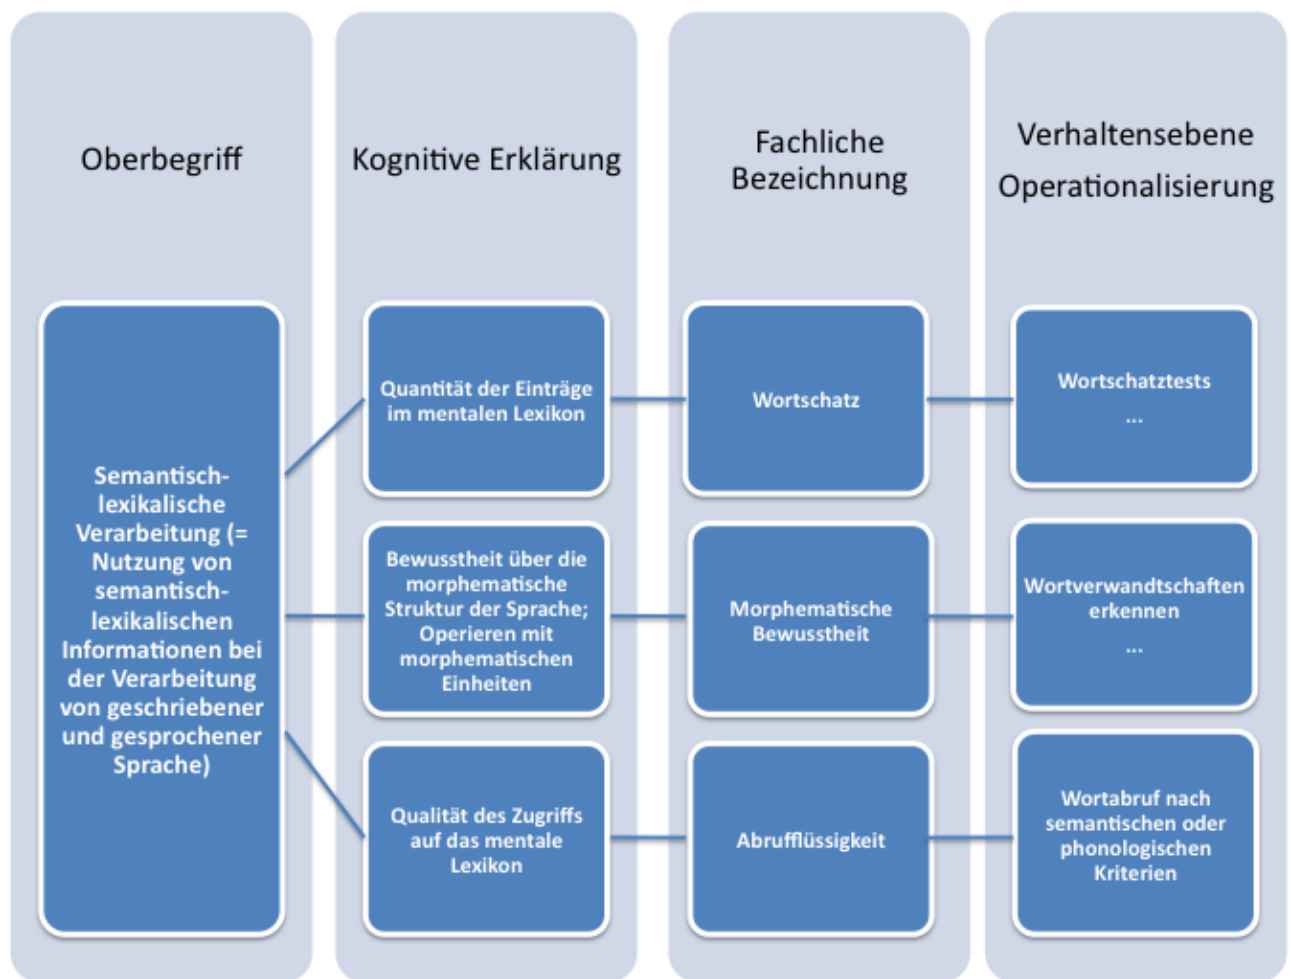 Oberbegriff
Kognitive Erklärung
Fachliche
Bezeichnung
Verhaltensebene
Operationalisierung
Semantisch-
lexikalische
Verarbeitung (=
Nutzung von
semantisch-
lexikalischen
Informationen bei
der Verarbeitung
von geschriebener
und gesprochener
Sprache)
Quantität der Einträge
im mentalen Lexikon
Wortschatz
Wortschatztests
...
Bewusstheit über die
morphematische
Struktur der Sprache;
Operieren mit
morphematischen
Einheiten
Morphematische
Bewusstheit
Wortverwandtschaften
erkennen
...
Qualität des Zugriffs
auf das mentale
Lexikon
Abrufflüssigkeit
Wortabruf nach
semantischen oder
phonologischen
Kriterien